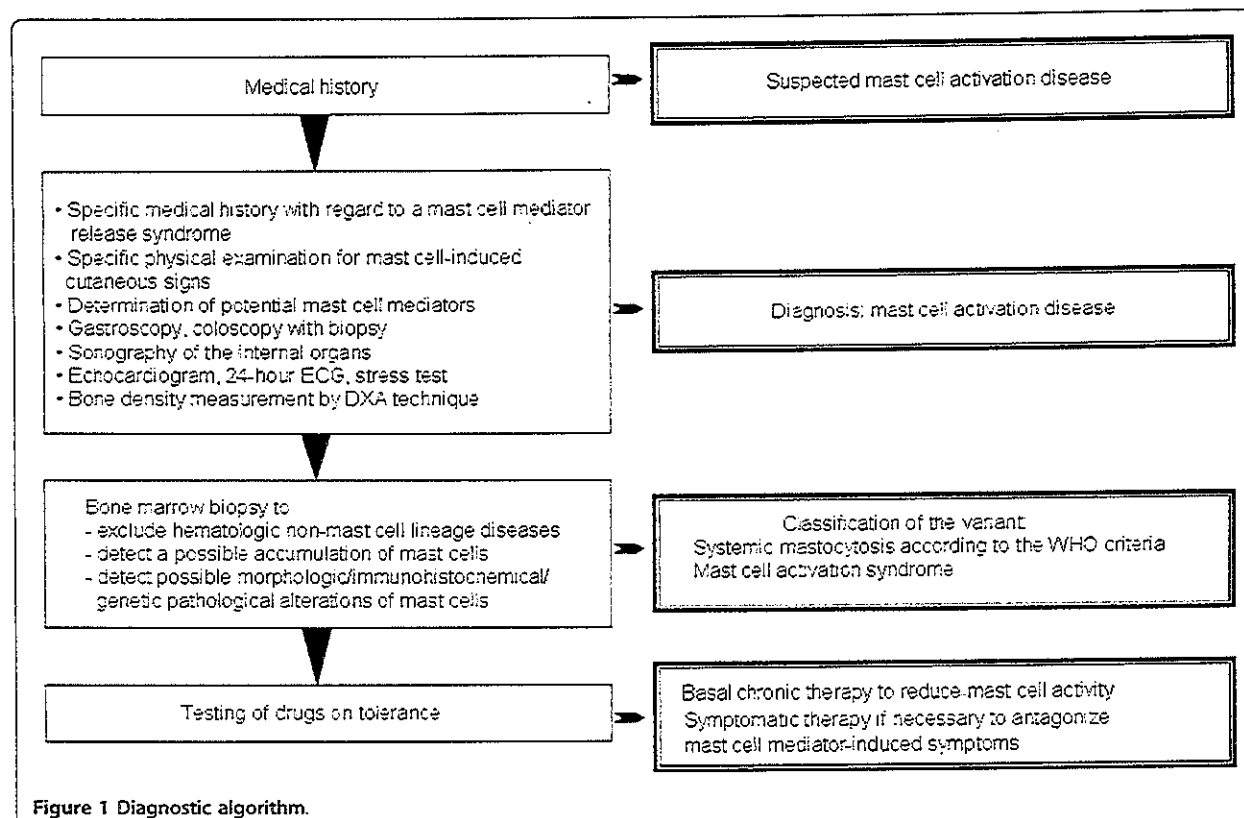 Medical history
Suspected mast cell activation disease
• Specific medical history with regard to a mast cell mediator
release syndrome
• Specific physical examination for mast cell-induced
cutaneous signs
• Determination of potential mast cell mediators
• Gastroscopy, coloscopy with biopsy
• Sonography of the internal organs
• Echocardiogram, 24-hour ECG, stress test
• Bone density measurement by DXA technique
Diagnosis: mast cell activation disease
Bone marrow biopsy to
- exclude hematologic non-mast cell lineage diseases
- detect a possible accumulation of mast cells
- detect possible morphologic/immunohistochemical/
genetic pathological alterations of mast cells
Classification of the variant:
Systemic mastocytosis according to the WHO criteria
Mast cell activation syndrome
Testing of drugs on tolerance
Basal chronic therapy to reduce mast cell activity
Symptomatic therapy if necessary to antagonize
mast cell mediator-induced symptoms
Figure 1 Diagnostic algorithm.